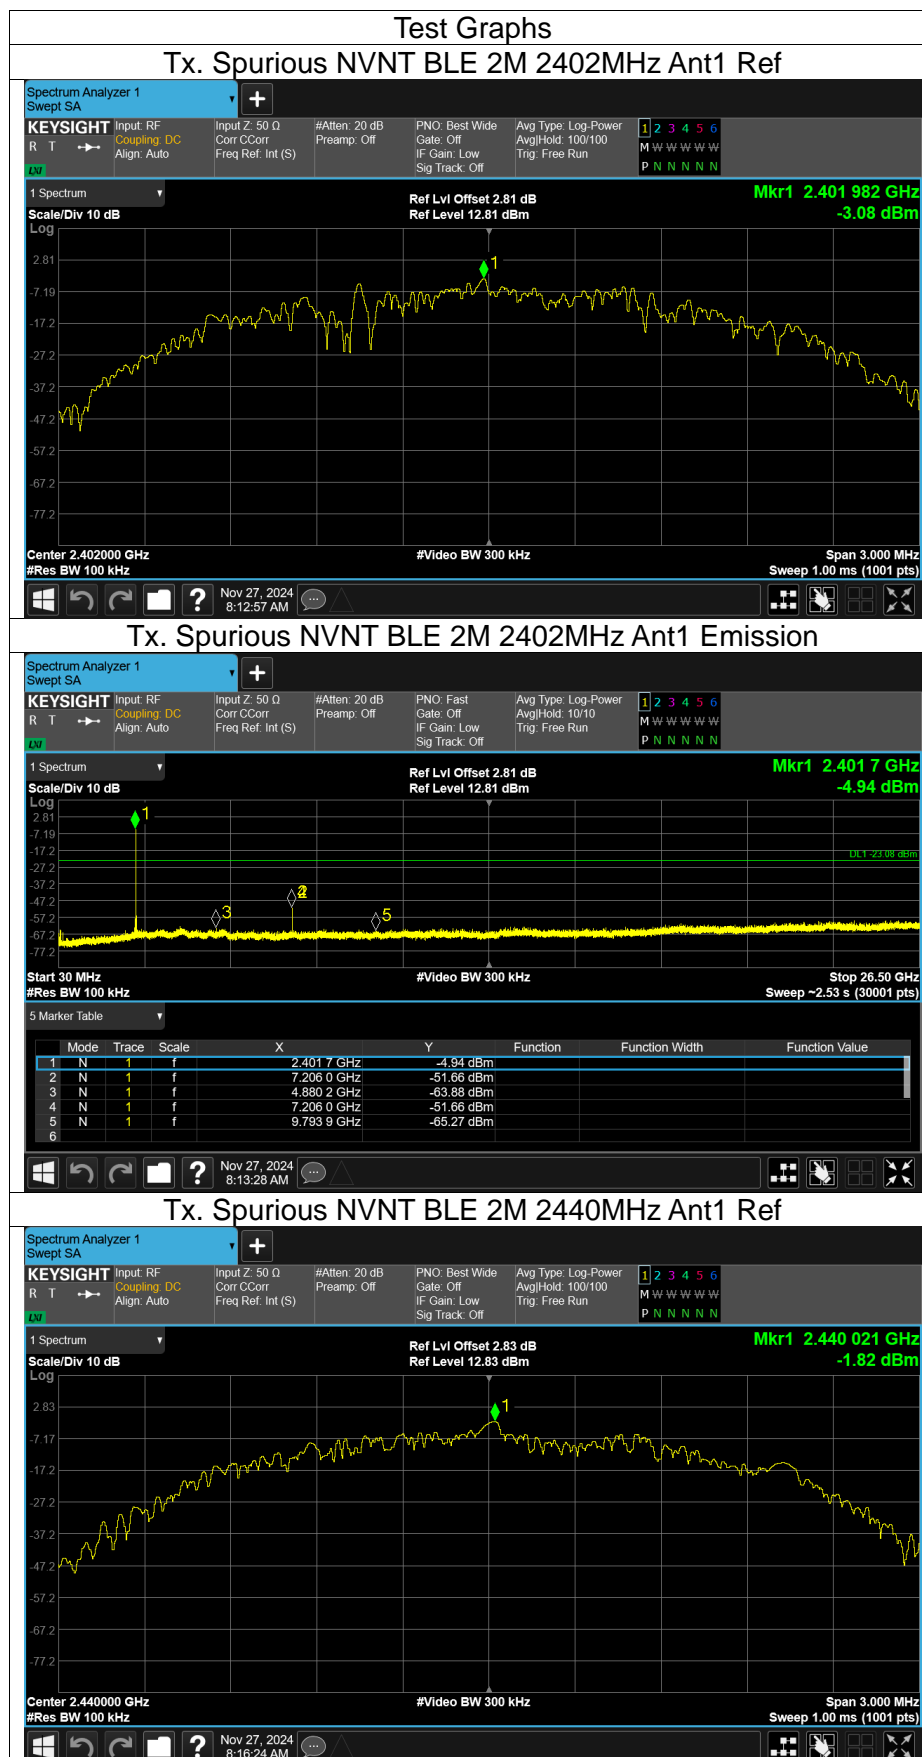 Test Graphs
Tx. Spurious NVNT BLE 2M 2402MHz Ant1 Ref
Spectrum Analyzer 1
Swept SA
+
KEYSIGHT Input: RF Input Z: 50 Ω #Atten: 20 dB PNO: Best Wide Avg Type: Log-Power 1 2 3 4 5 6
R T Coupling: DC Corr CCorr Preamp: Off Gate: Off Avg|Hold: 100/100 M W W W W W
Align: Auto Freq Ref: Int (S) IF Gain: Low Trig: Free Run
LXI Sig Track: Off P N N N N N
1 Spectrum Ref Lvl Offset 2.81 dB Mkr1 2.401 982 GHz
Scale/Div 10 dB Ref Level 12.81 dBm -3.08 dBm
Log
1
2.81
-7.19
-17.2
-27.2
-37.2
-47.2
-57.2
-67.2
-77.2
Center 2.402000 GHz #Video BW 300 kHz Span 3.000 MHz
#Res BW 100 kHz Sweep 1.00 ms (1001 pts)
? Nov 27, 2024
8:12:57 AM
Tx. Spurious NVNT BLE 2M 2402MHz Ant1 Emission
Spectrum Analyzer 1
Swept SA
+
KEYSIGHT Input: RF Input Z: 50 Ω #Atten: 20 dB PNO: Fast Avg Type: Log-Power 1 2 3 4 5 6
R T Coupling: DC Corr CCorr Preamp: Off Gate: Off Avg|Hold: 10/10 M W W W W W
Align: Auto Freq Ref: Int (S) IF Gain: Low Trig: Free Run
LXI Sig Track: Off P N N N N N
1 Spectrum Ref Lvl Offset 2.81 dB Mkr1 2.401 7 GHz
Scale/Div 10 dB Ref Level 12.81 dBm -4.94 dBm
Log
1
2.81
-7.19
-17.2
DL1 -23.08 dBm
-27.2
-37.2
2
-47.2
3 5
-57.2
-67.2
-77.2
Start 30 MHz #Video BW 300 kHz Stop 26.50 GHz
#Res BW 100 kHz Sweep ~2.53 s (30001 pts)
5 Marker Table
Mode Trace Scale X Y Function Function Width Function Value
1 N 1 f 2.401 7 GHz -4.94 dBm
2 N 1 f 7.206 0 GHz -51.66 dBm
3 N 1 f 4.880 2 GHz -63.88 dBm
4 N 1 f 7.206 0 GHz -51.66 dBm
5 N 1 f 9.793 9 GHz -65.27 dBm
6
? Nov 27, 2024
8:13:28 AM
Tx. Spurious NVNT BLE 2M 2440MHz Ant1 Ref
Spectrum Analyzer 1
Swept SA
+
KEYSIGHT Input: RF Input Z: 50 Ω #Atten: 20 dB PNO: Best Wide Avg Type: Log-Power 1 2 3 4 5 6
R T Coupling: DC Corr CCorr Preamp: Off Gate: Off Avg|Hold: 100/100 M W W W W W
Align: Auto Freq Ref: Int (S) IF Gain: Low Trig: Free Run
LXI Sig Track: Off P N N N N N
1 Spectrum Ref Lvl Offset 2.83 dB Mkr1 2.440 021 GHz
Scale/Div 10 dB Ref Level 12.83 dBm -1.82 dBm
Log
1
2.83
-7.17
-17.2
-27.2
-37.2
-47.2
-57.2
-67.2
-77.2
Center 2.440000 GHz #Video BW 300 kHz Span 3.000 MHz
#Res BW 100 kHz Sweep 1.00 ms (1001 pts)
? Nov 27, 2024
8:16:24 AM